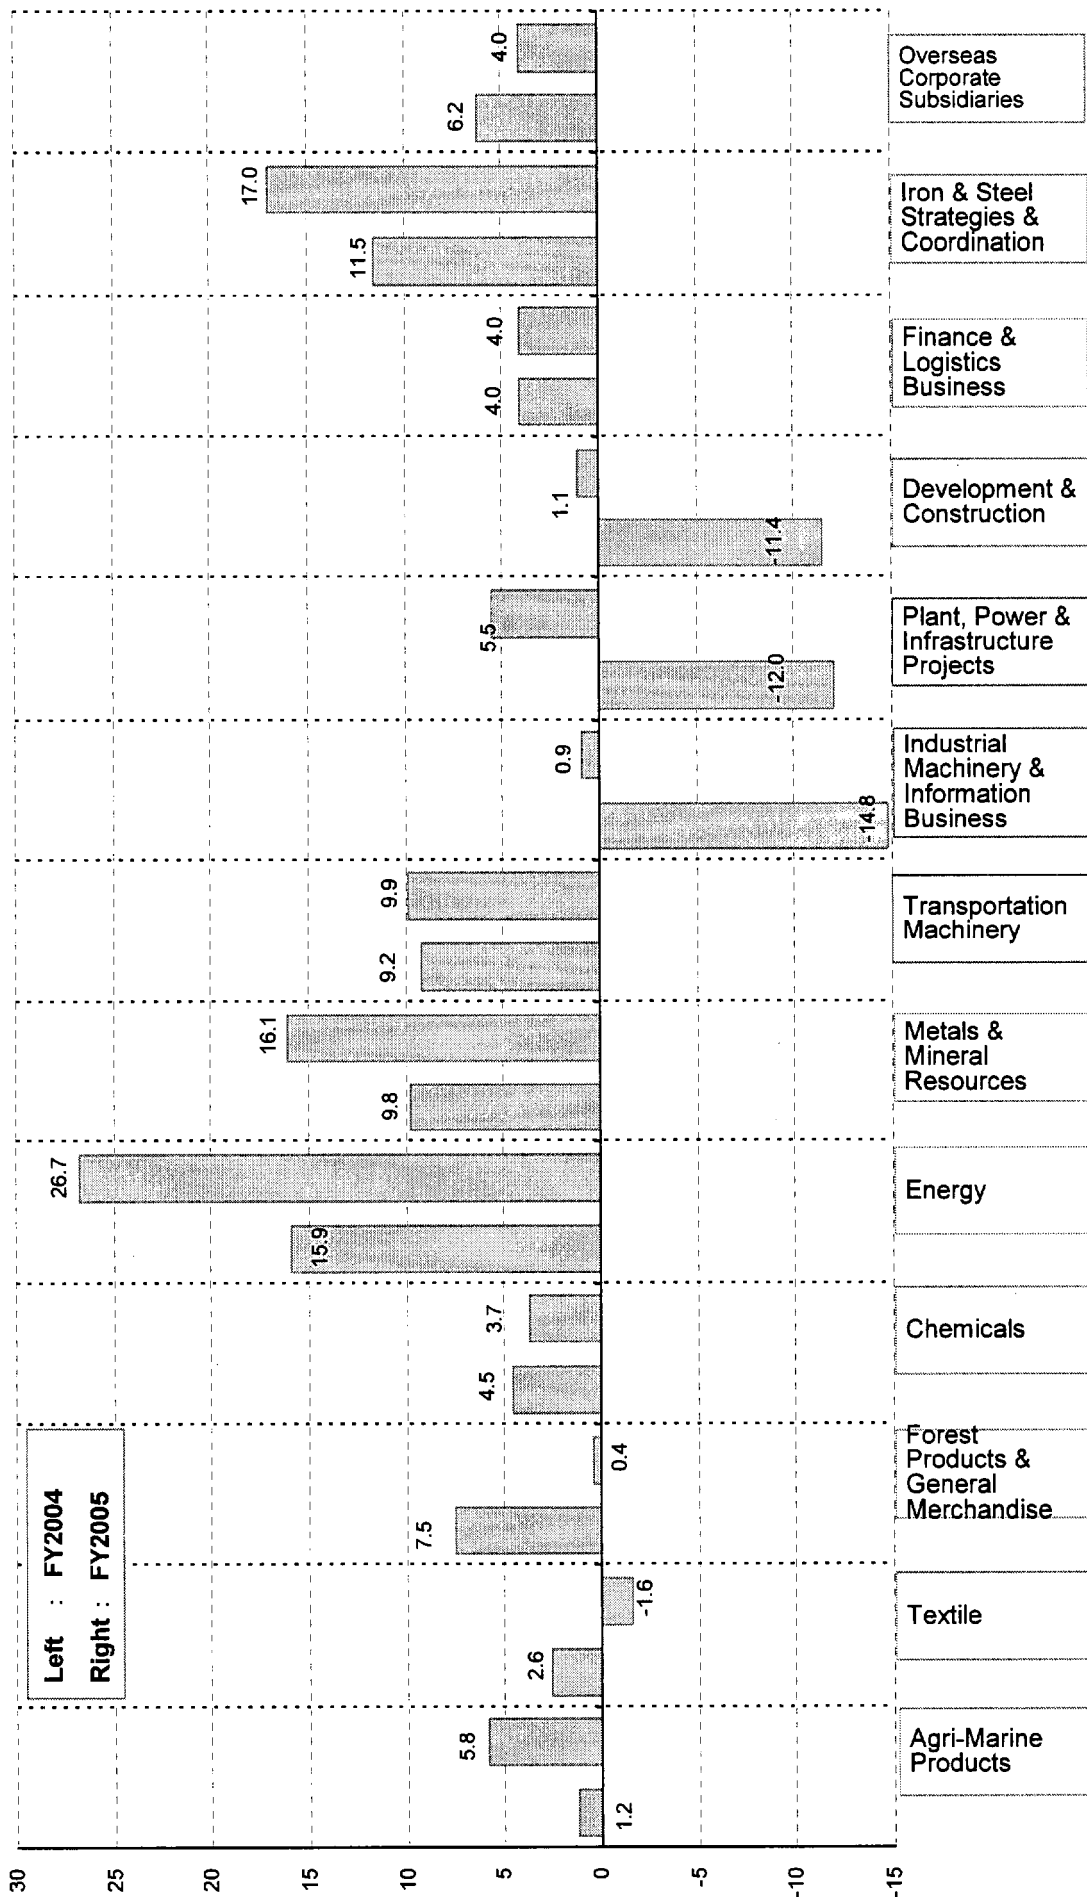 30
25
20
15
10
5
0
-5
-10
-15
Left : FY2004
Right : FY2005
1.2
5.8
2.6
-1.6
7.5
0.4
4.5
3.7
15.9
26.7
9.8
16.1
9.2
9.9
-14.8
0.9
-12.0
5.5
-11.4
1.1
4.0
4.0
11.5
17.0
6.2
4.0
Agri-Marine
Products
Textile
Forest
Products &
General
Merchandise
Chemicals
Energy
Metals &
Mineral
Resources
Transportation
Machinery
Industrial
Machinery &
Information
Business
Plant, Power &
Infrastructure
Projects
Development &
Construction
Finance &
Logistics
Business
Iron & Steel
Strategies &
Coordination
Overseas
Corporate
Subsidiaries